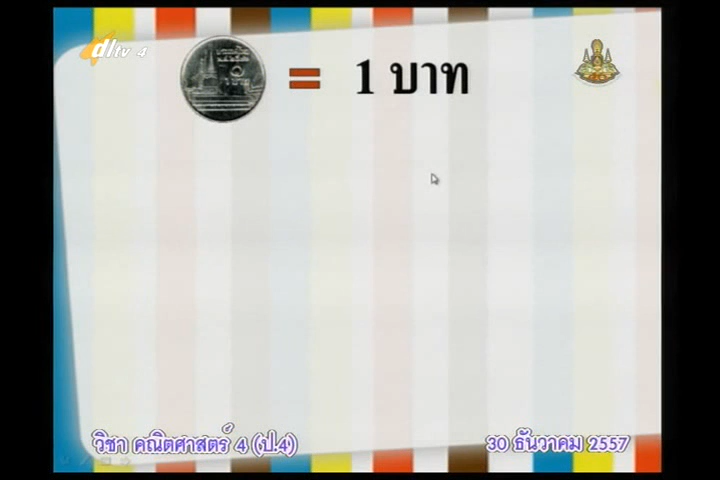 dltv 4
= 1 บาท
วิชา คณิตศาสตร์ 4 (ป.4)
30 ธันวาคม 2557